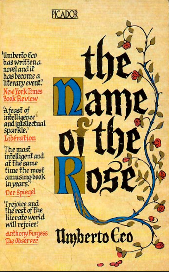 PICADOR
the
Name
of the
Rose
Umberto Eco
'Umberto Eco
has written a
novel and it
has become a
literary event.'
New York Times
Book Review
'A feast of
intelligence
and intellectual
sparkle.'
Libération
'The most
intelligent and
at the same
time the most
amusing book
in years.'
Der Spiegel
'I rejoice and
the rest of the
literate world
will rejoice!'
Anthony Burgess
The Observer